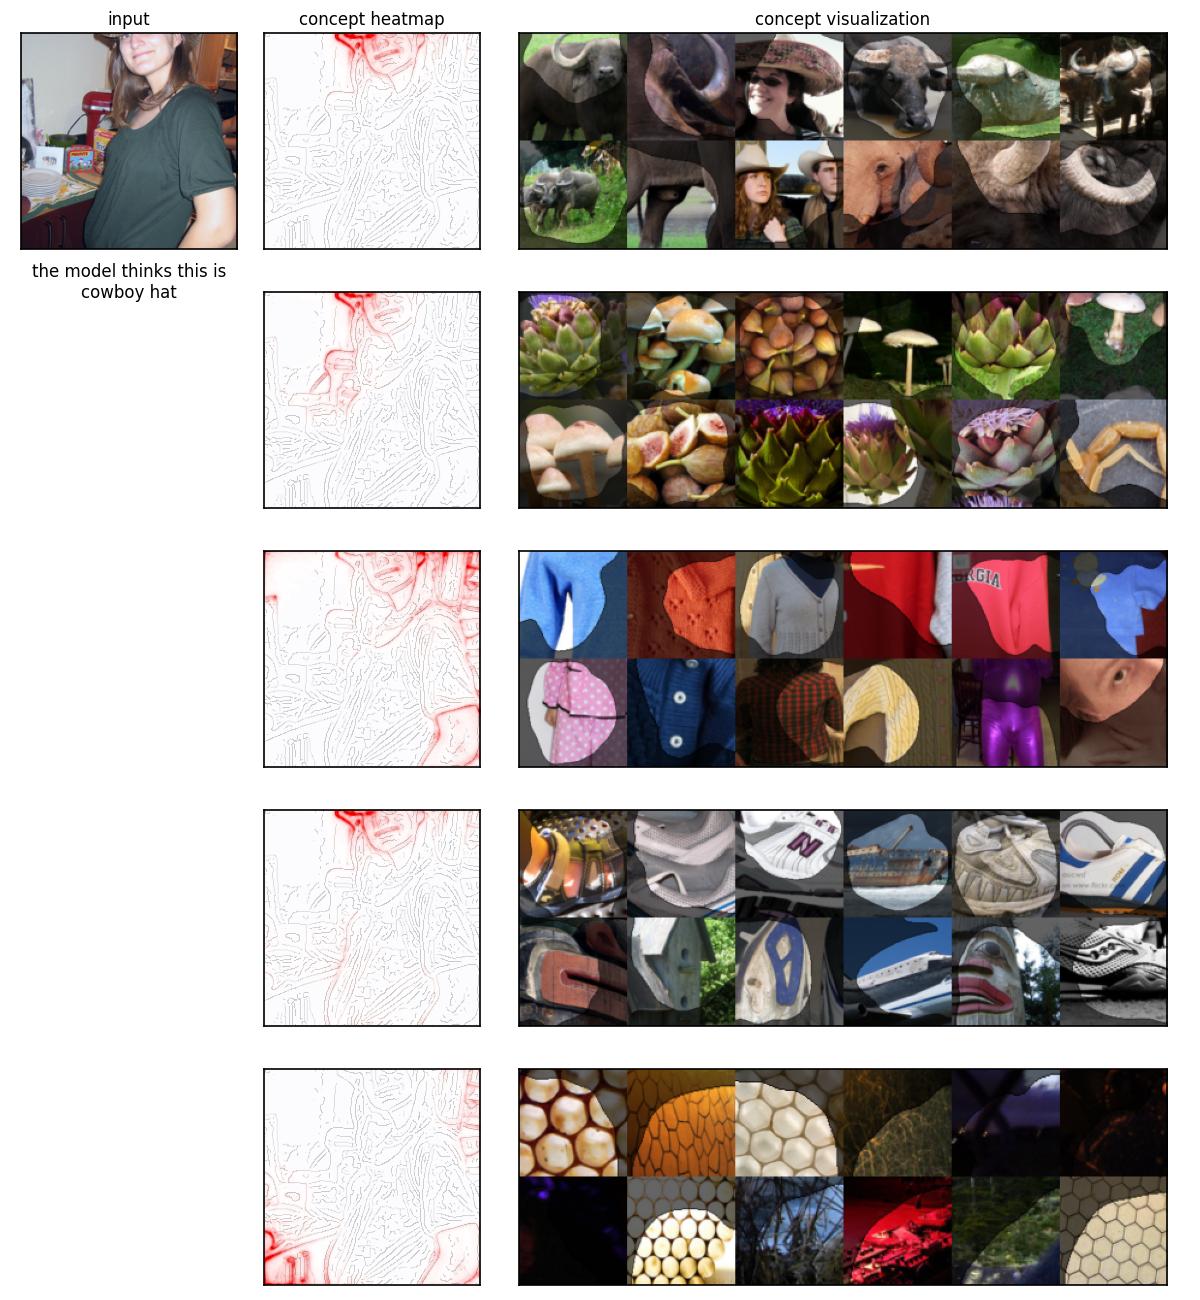 input
concept heatmap
concept visualization
the model thinks this is
cowboy hat
RGIA
N